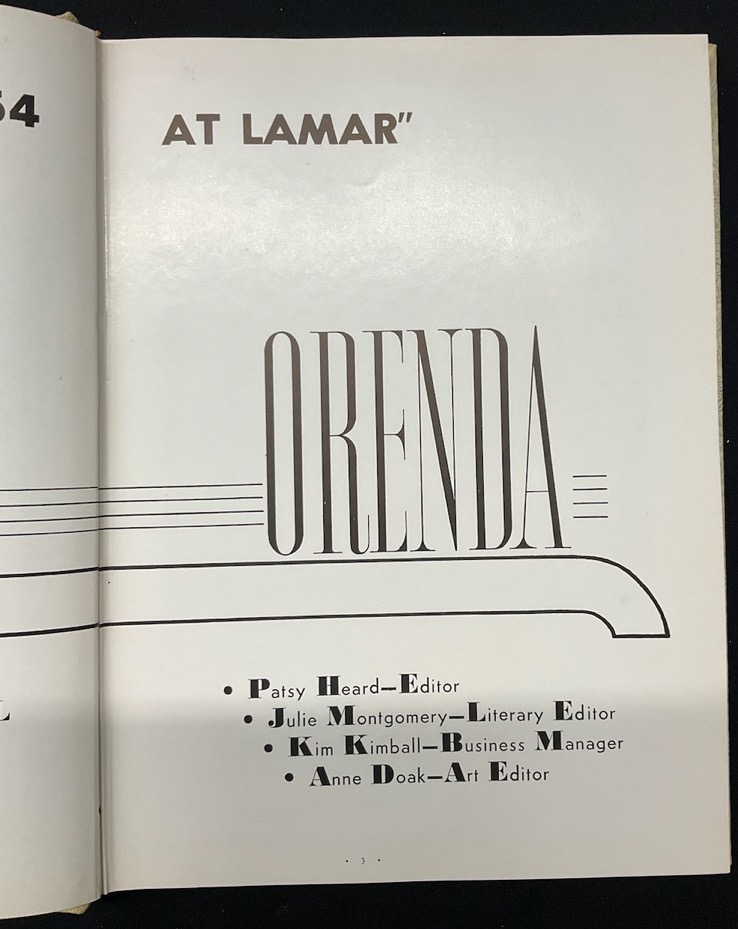 54
AT LAMAR”
ORENDA
L
• Patsy Heard—Editor
• Julie Montgomery—Literary Editor
• Kim Kimball—Business Manager
• Anne Doak—Art Editor
• 3 •